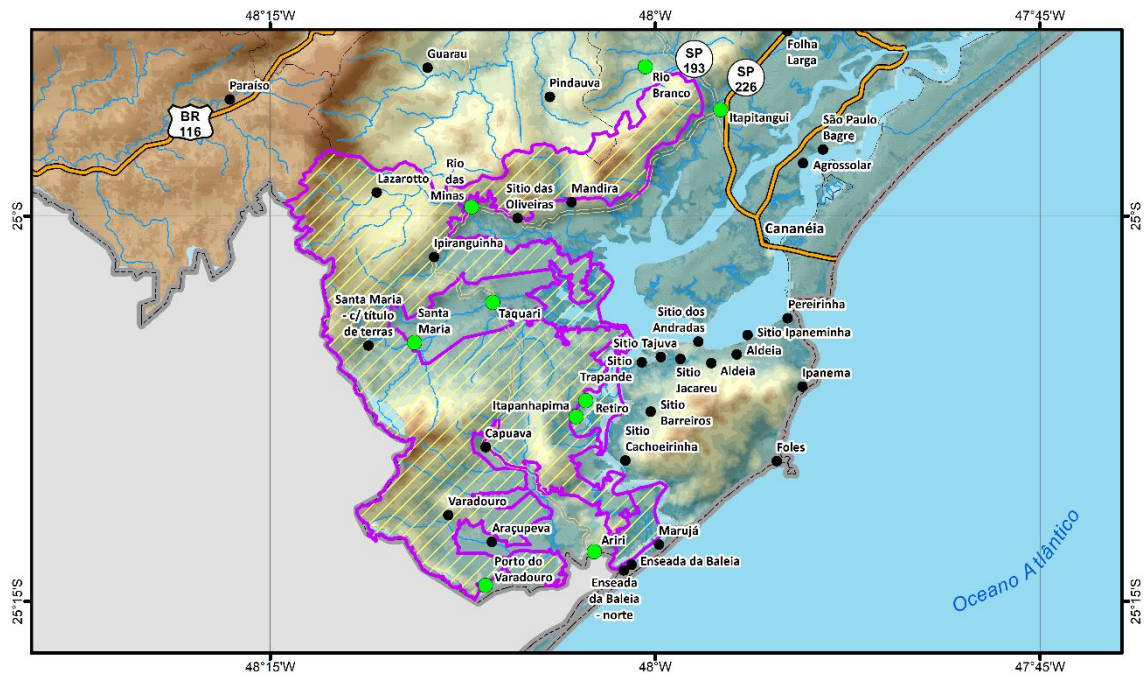 48°15'W
48°W
47°45'W
Guarau
Paraíso
BR
116
Pindauva
Rio
Branco
SP
193
SP
226
Folha
Larga
Itapitangui
São Paulo
Bagre
Agrossolar
Lazarotto
Rio
das
Minas
Sitio das
Oliveiras
Mandira
25°S
25°S
Cananéia
Ipiranguinha
Santa Maria
- c/ título
de terras
Santa
Maria
Taquari
Pereirinha
Sitio dos
Andradas
Sitio Ipaneminha
Sitio Tajuva
Aldeia
Sitio
Trapande
Sitio
Jacareu
Aldeia
Ipanema
Itapanhapima
Retiro
Sitio
Barreiros
Capuava
Sitio
Cachoeirinha
Foles
Varadouro
Araçupeva
Ariri
Marujá
Porto do
Varadouro
Enseada da Baleia
Enseada
da Baleia
- norte
Oceano Atlântico
25°15'S
25°15'S
48°15'W
48°W
47°45'W